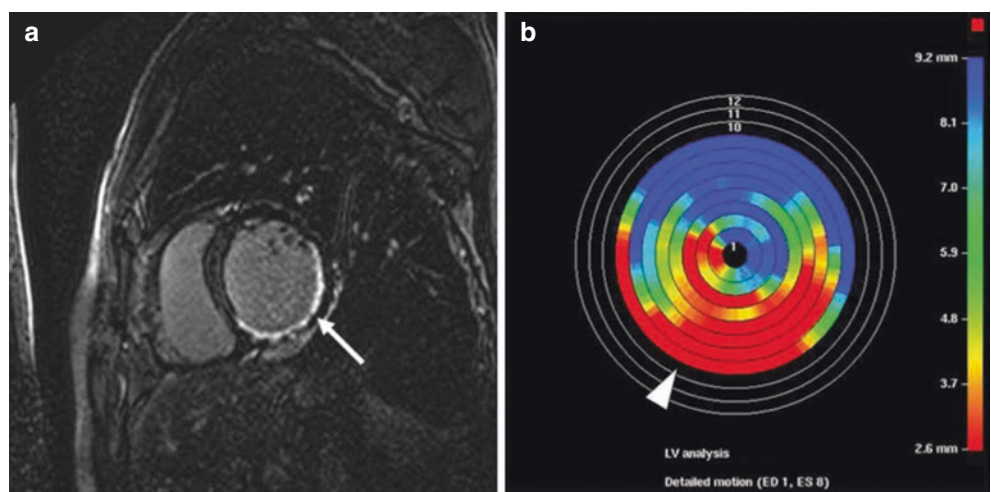 a
b
9.2 mm
8.1
7.0
5.9
4.8
3.7
2.6 mm
12
11
10
1
LV analysis
Detailed motion (ED 1, ES 8)